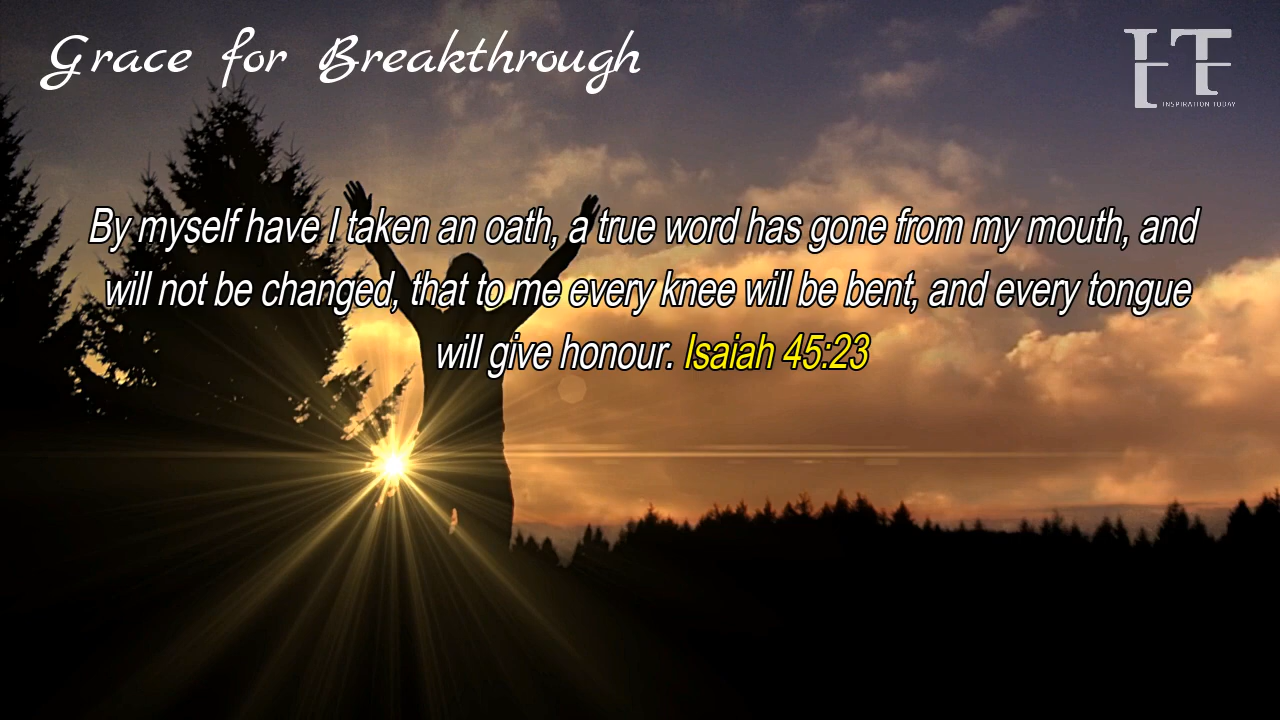 Grace for Breakthrough
INSPIRATION TODAY
By myself have I taken an oath, a true word has gone from my mouth, and
will not be changed, that to me every knee will be bent, and every tongue
will give honour. Isaiah 45:23